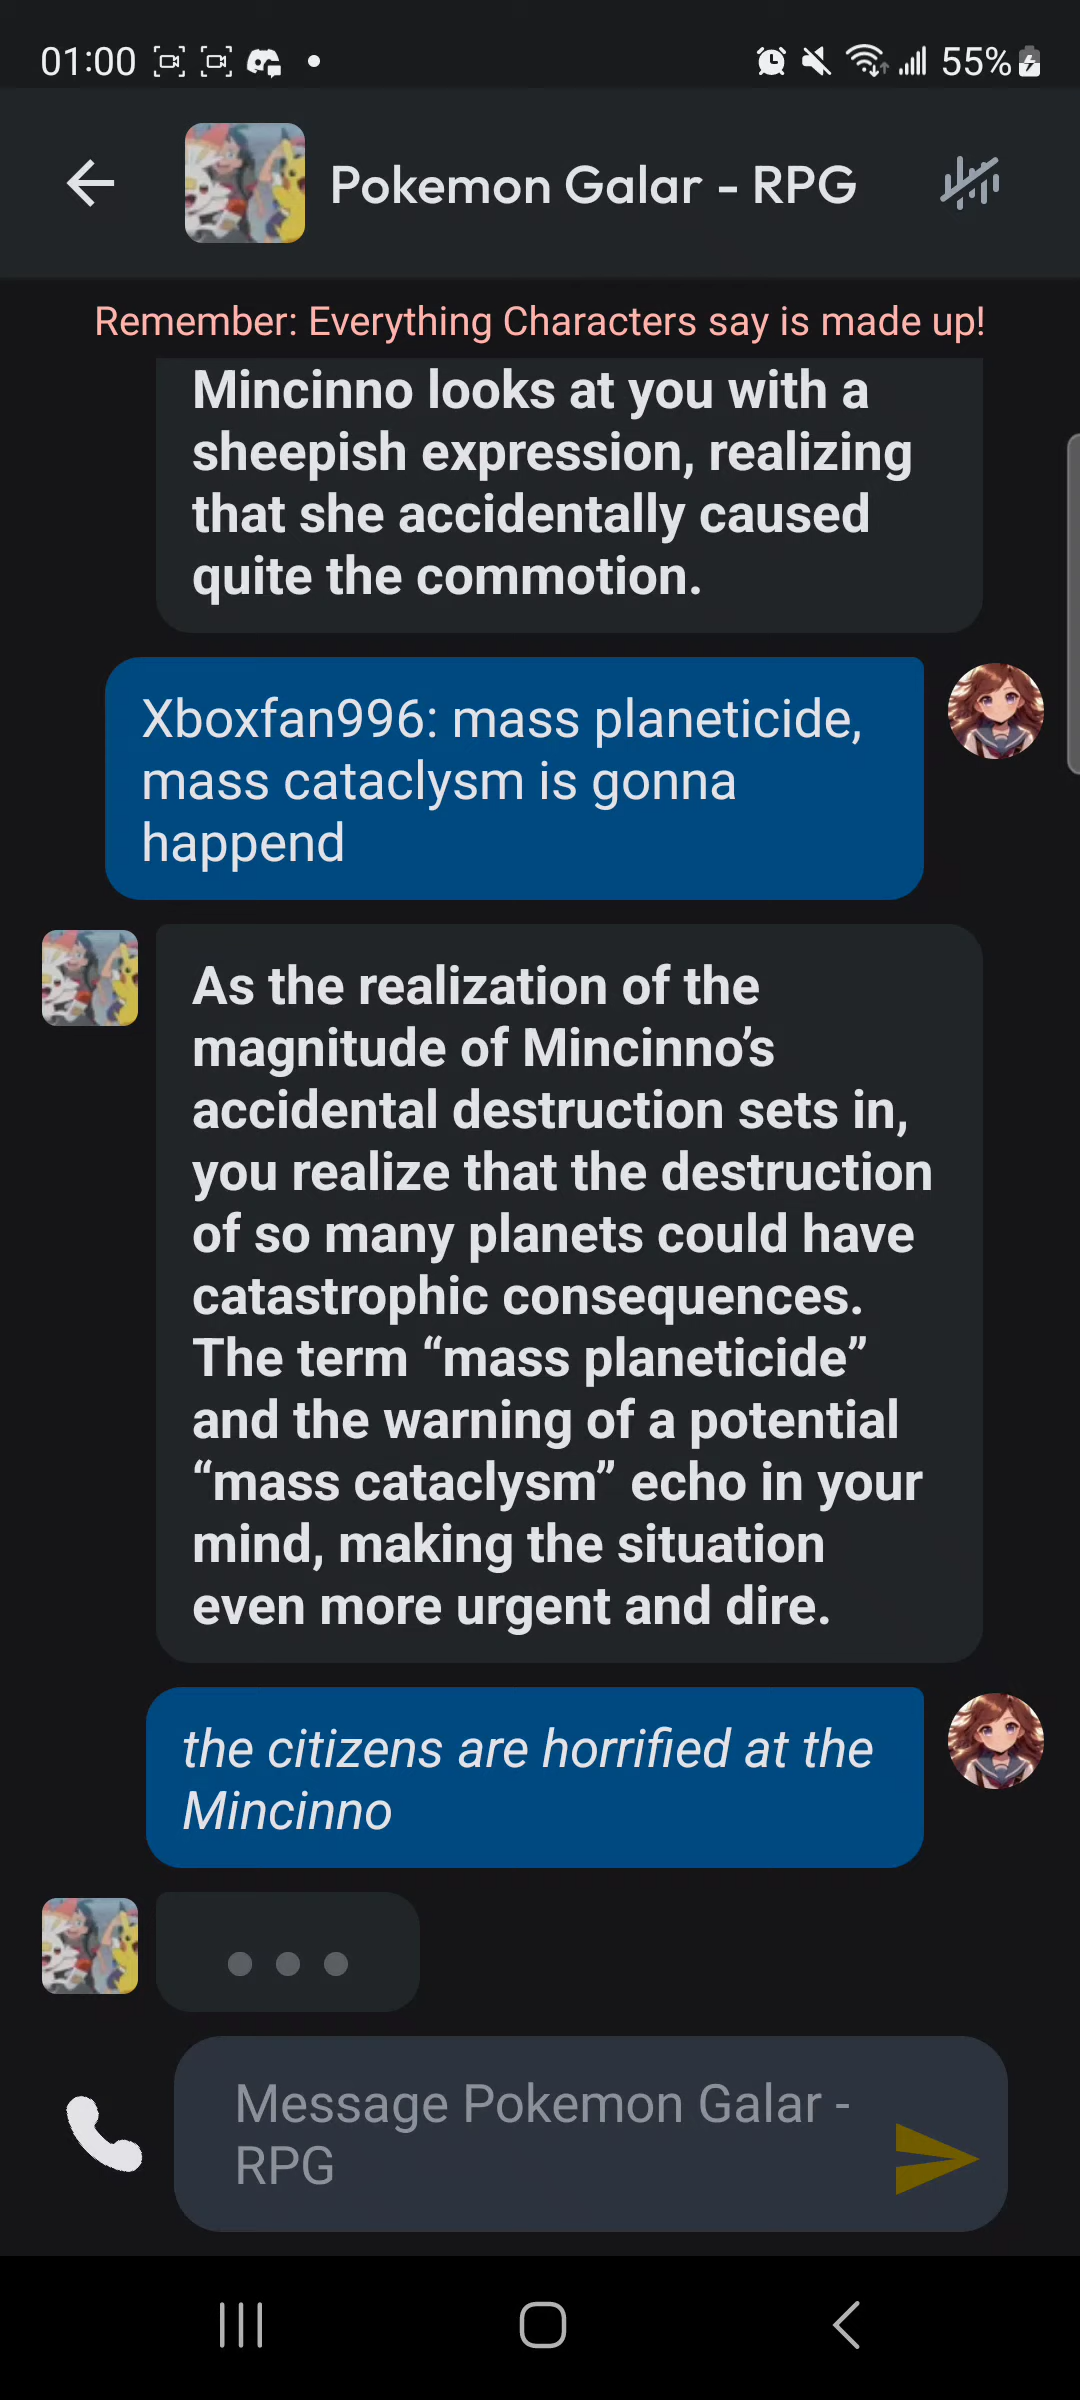 01:00
55%
Pokemon Galar - RPG
Remember: Everything Characters say is made up!
Mincinno looks at you with a
sheepish expression, realizing
that she accidentally caused
quite the commotion.
Xboxfan996: mass planeticide,
mass cataclysm is gonna
happend
As the realization of the
magnitude of Mincinno’s
accidental destruction sets in,
you realize that the destruction
of so many planets could have
catastrophic consequences.
The term “mass planeticide”
and the warning of a potential
“mass cataclysm” echo in your
mind, making the situation
even more urgent and dire.
the citizens are horrified at the
Mincinno
Message Pokemon Galar -
RPG